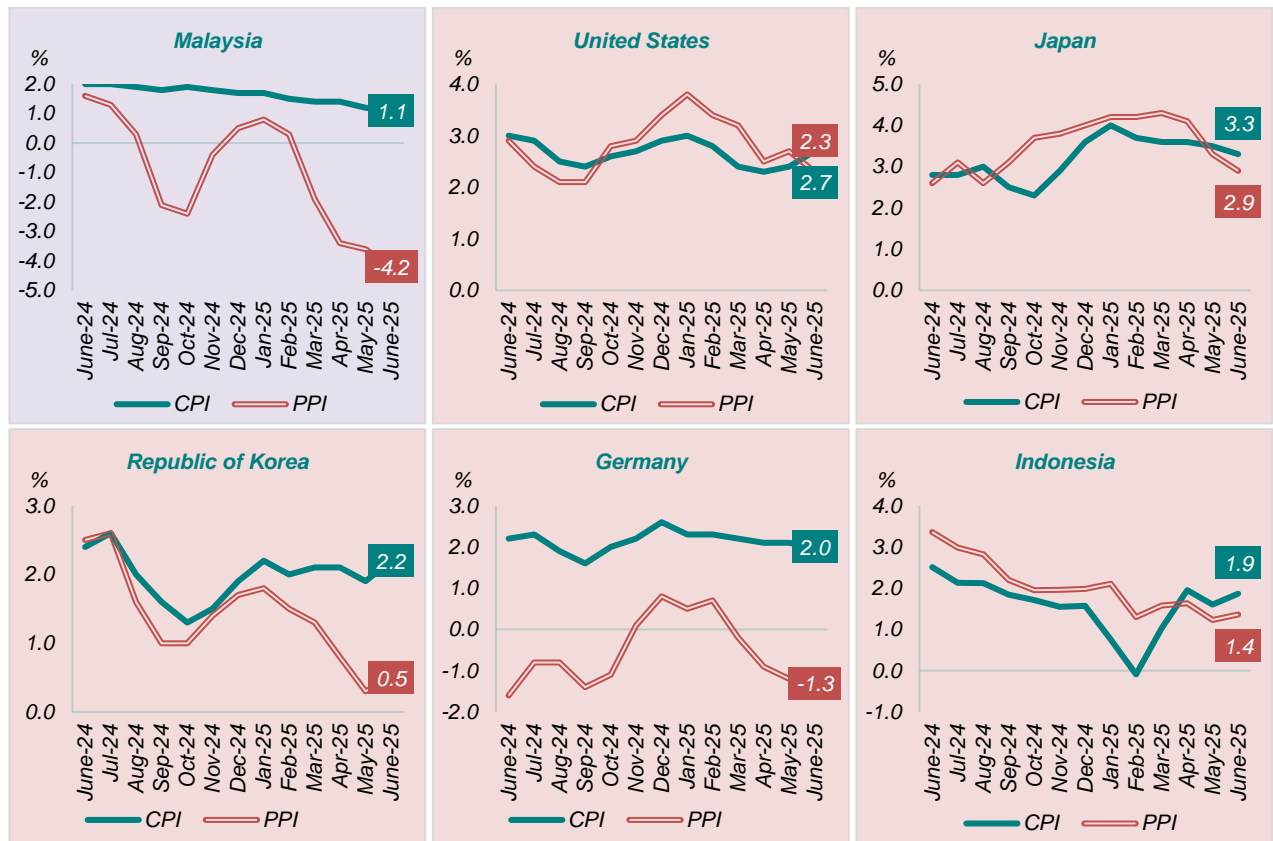 Malaysia
%
2.0
1.0
0.0
-1.0
-2.0
-3.0
-4.0
-5.0
1.1
-4.2
June-24
Jul-24
Aug-24
Sep-24
Oct-24
Nov-24
Dec-24
Jan-25
Feb-25
Mar-25
Apr-25
May-25
June-25
CPI PPI
United States
%
4.0
3.0
2.0
1.0
0.0
2.3
2.7
June-24
Jul-24
Aug-24
Sep-24
Oct-24
Nov-24
Dec-24
Jan-25
Feb-25
Mar-25
Apr-25
May-25
June-25
CPI PPI
Japan
%
5.0
4.0
3.0
2.0
1.0
0.0
3.3
2.9
June-24
Jul-24
Aug-24
Sep-24
Oct-24
Nov-24
Dec-24
Jan-25
Feb-25
Mar-25
Apr-25
May-25
June-25
CPI PPI
Republic of Korea
%
3.0
2.0
1.0
0.0
2.2
0.5
June-24
Jul-24
Aug-24
Sep-24
Oct-24
Nov-24
Dec-24
Jan-25
Feb-25
Mar-25
Apr-25
May-25
June-25
CPI PPI
Germany
%
3.0
2.0
1.0
0.0
-1.0
-2.0
2.0
-1.3
June-24
Jul-24
Aug-24
Sep-24
Oct-24
Nov-24
Dec-24
Jan-25
Feb-25
Mar-25
Apr-25
May-25
June-25
CPI PPI
Indonesia
%
4.0
3.0
2.0
1.0
0.0
-1.0
1.9
1.4
June-24
Jul-24
Aug-24
Sep-24
Oct-24
Nov-24
Dec-24
Jan-25
Feb-25
Mar-25
Apr-25
May-25
June-25
CPI PPI